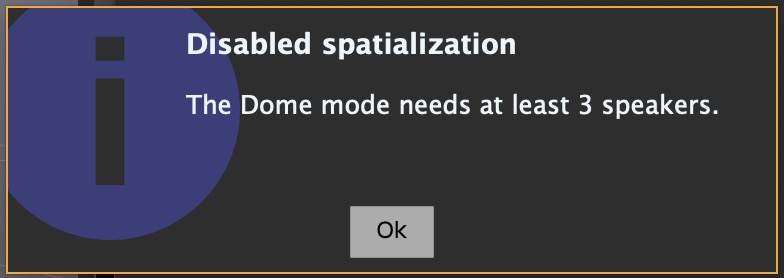 Disabled spatialization
The Dome mode needs at least 3 speakers.
Ok